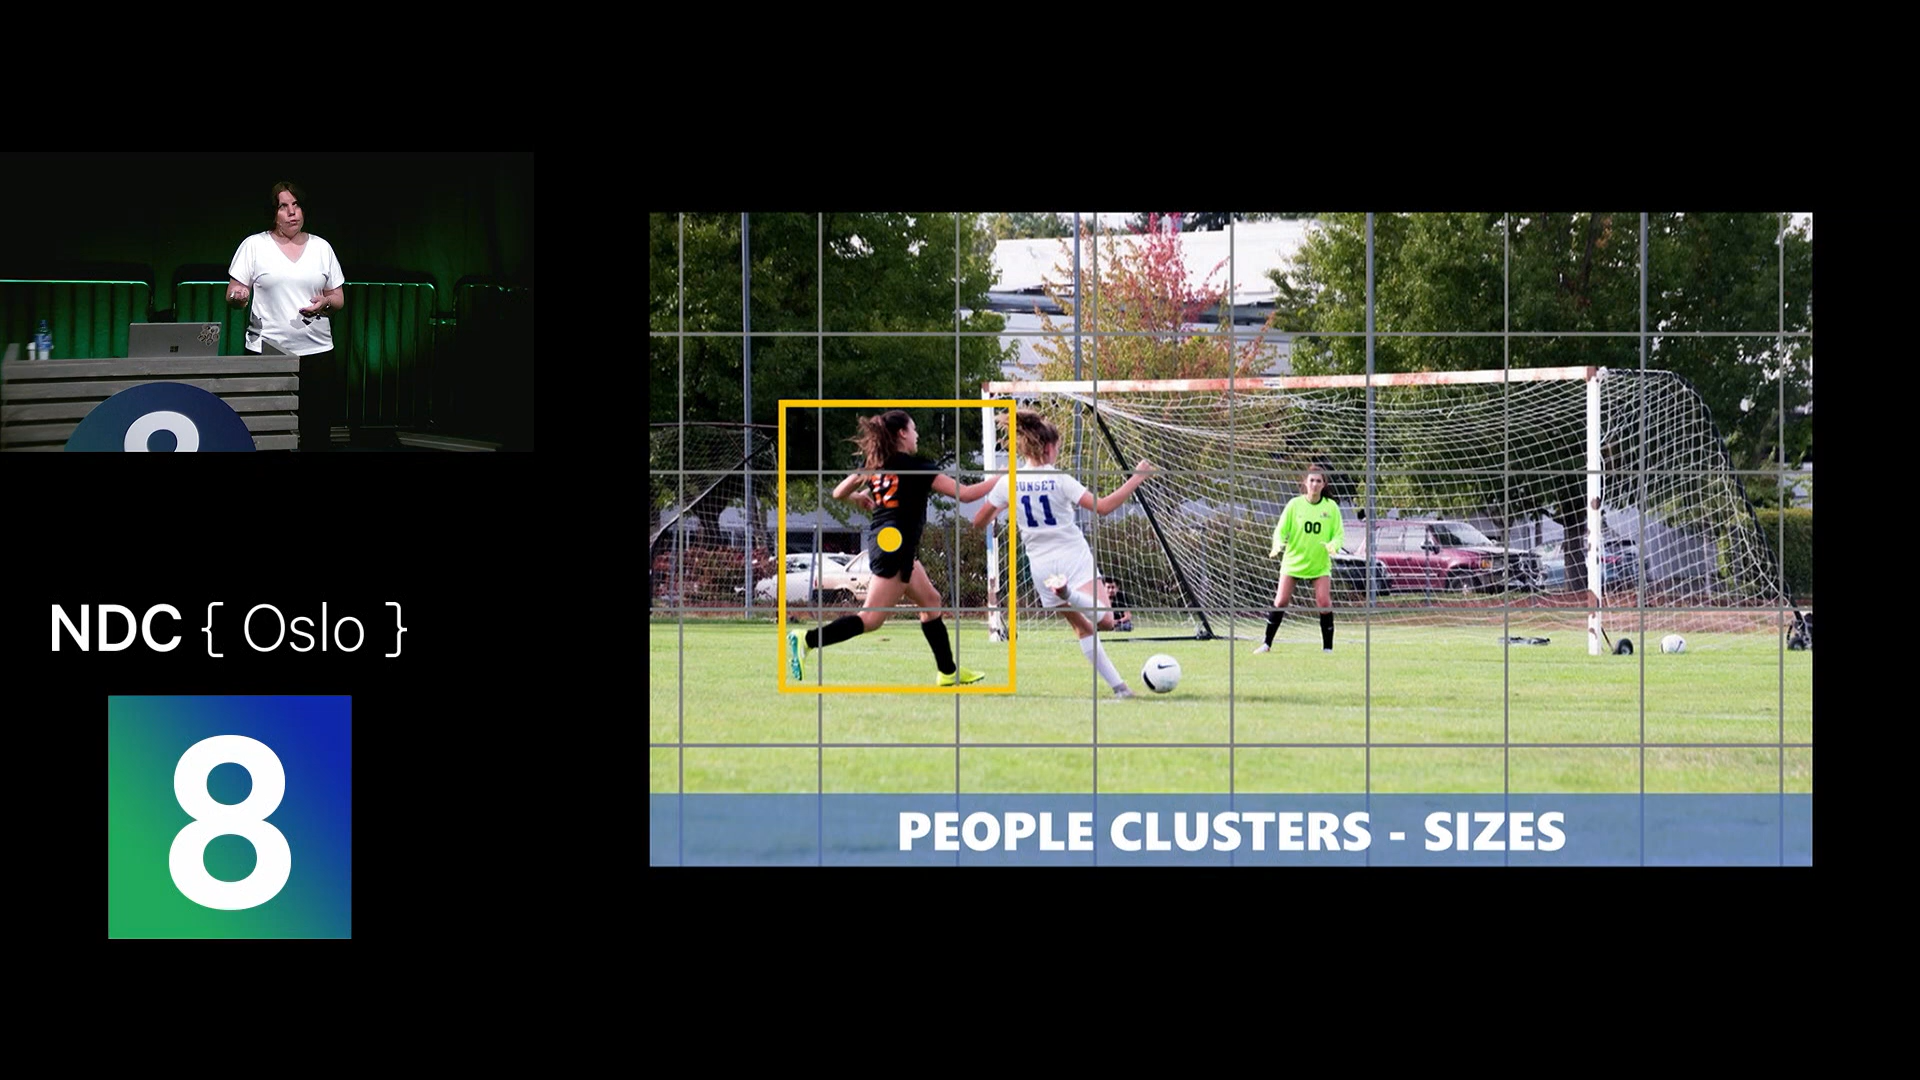 NDC { Oslo }
8
12
SUNSET
11
00
PEOPLE CLUSTERS - SIZES